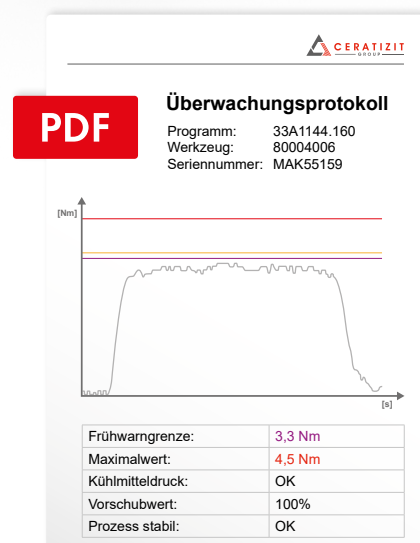 CERATIZIT
GROUP
PDF
Überwachungsprotokoll
Programm: 33A1144.160
Werkzeug: 80004006
Seriennummer: MAK55159
[Nm]
[s]
Frühwarngrenze: 3,3 Nm
Maximalwert: 4,5 Nm
Kühlmitteldruck: OK
Vorschubwert: 100%
Prozess stabil: OK